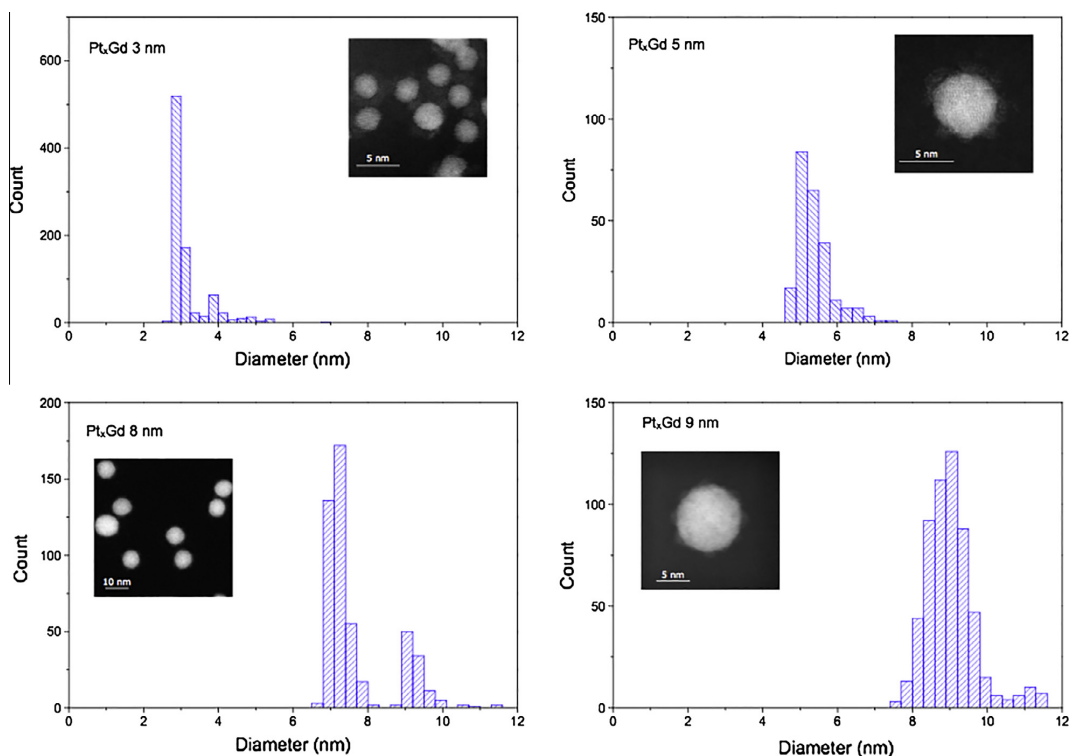 PtₓGd 3 nm
600
400
200
0
Count
5 nm
0 2 4 6 8 10 12
Diameter (nm)
PtₓGd 5 nm
150
100
50
0
Count
5 nm
0 2 4 6 8 10 12
Diameter (nm)
PtₓGd 8 nm
200
150
100
50
0
Count
10 nm
0 2 4 6 8 10 12
Diameter (nm)
PtₓGd 9 nm
150
100
50
0
Count
5 nm
0 2 4 6 8 10 12
Diameter (nm)